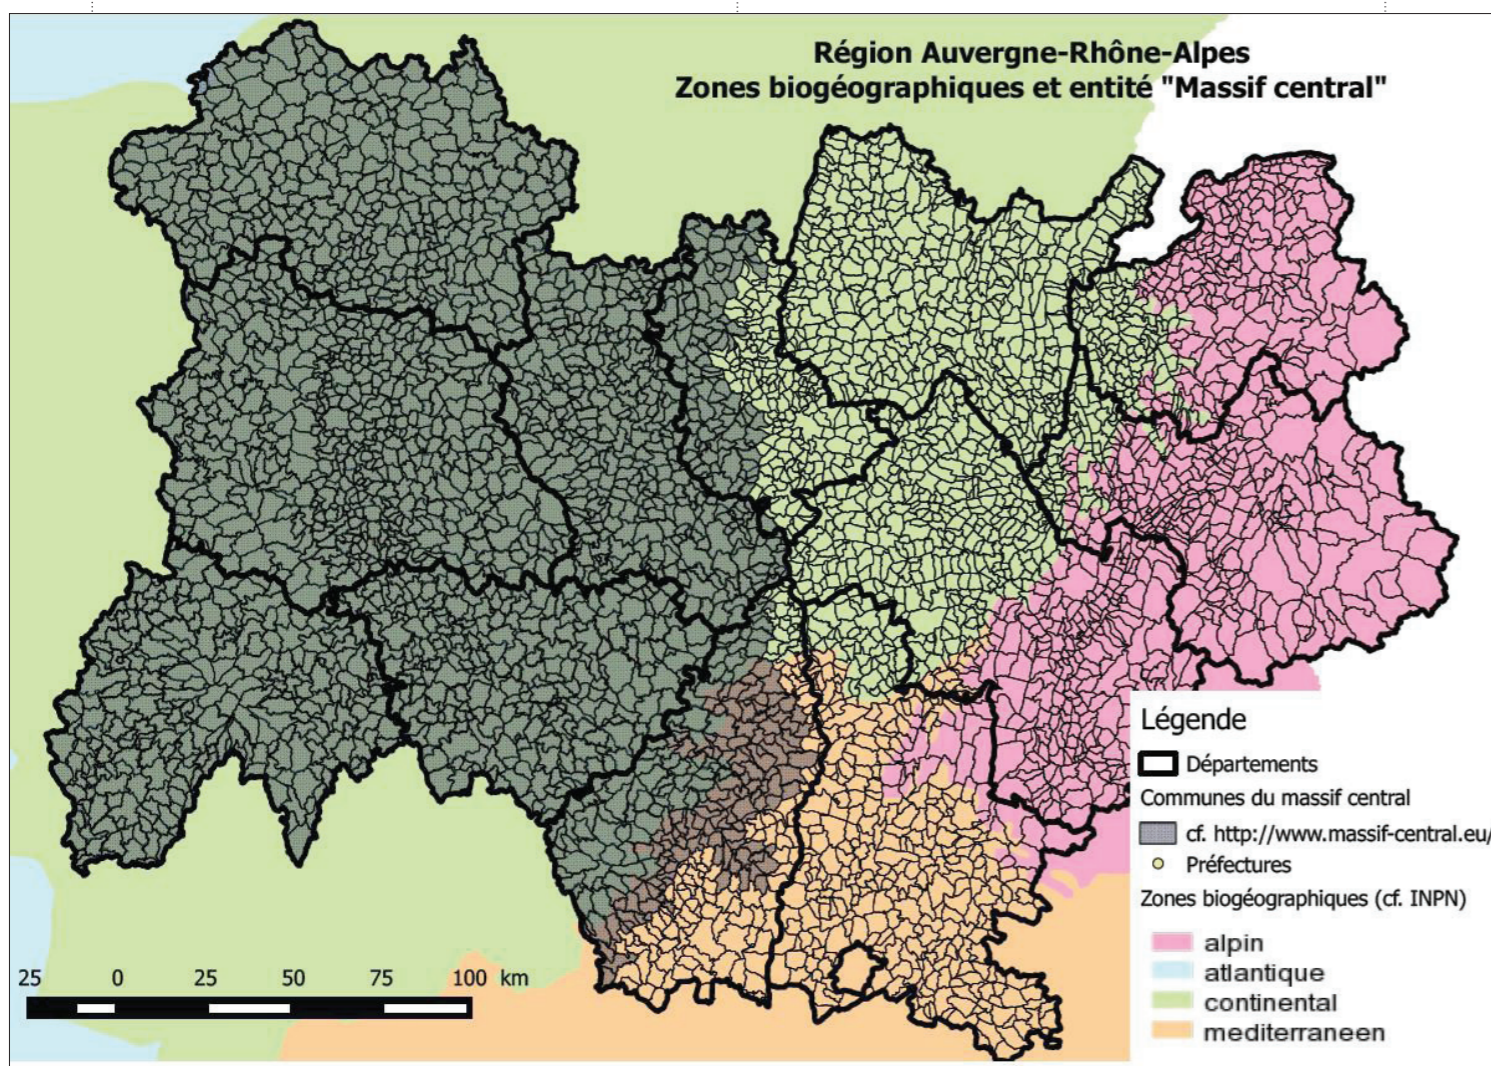 Région Auvergne-Rhône-Alpes
Zones biogéographiques et entité "Massif central"
Légende
Départements
Communes du massif central
cf. http://www.massif-central.eu/
Préfectures
Zones biogéographiques (cf. INPN)
alpin
atlantique
continental
mediterraneen
25 0 25 50 75 100 km